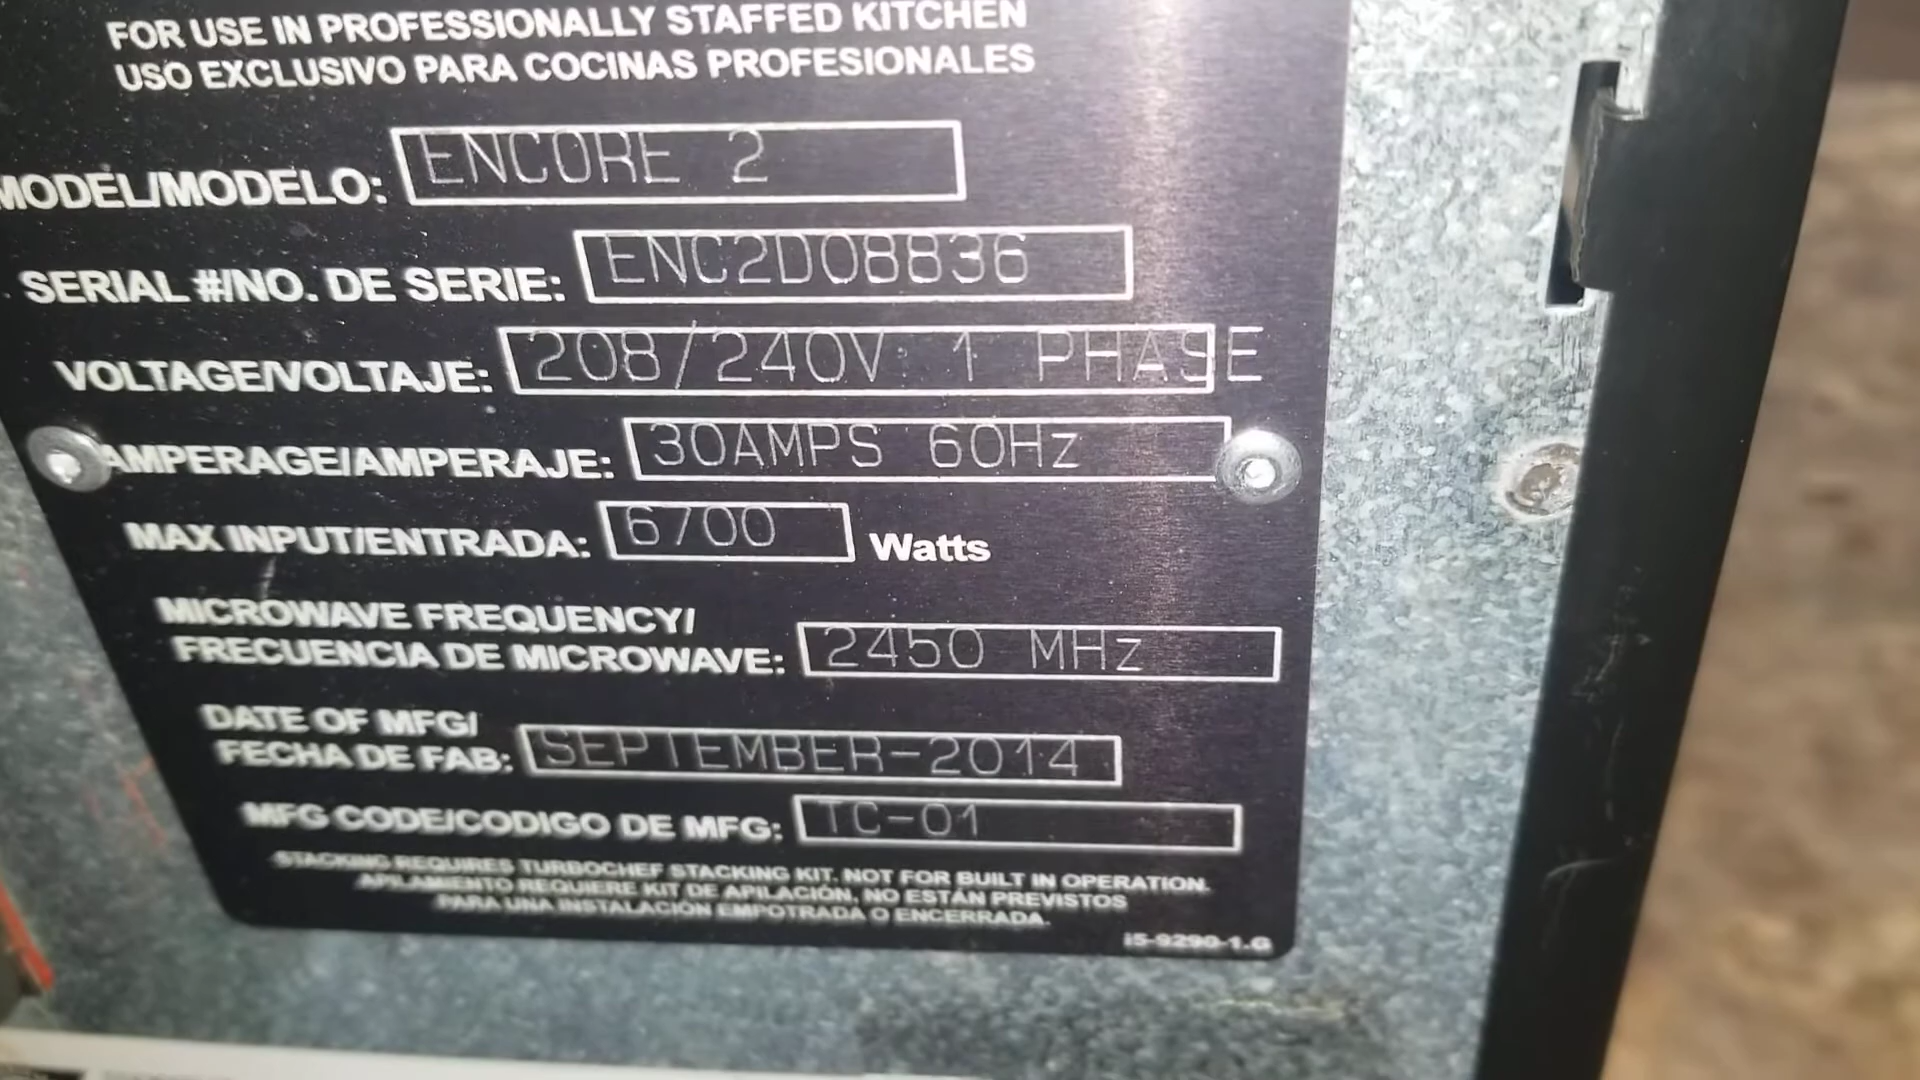 FOR USE IN PROFESSIONALLY STAFFED KITCHEN
USO EXCLUSIVO PARA COCINAS PROFESIONALES
MODEL/MODELO: ENCORE 2
SERIAL #/NO. DE SERIE: ENC2D08836
VOLTAGE/VOLTAJE: 208/240V 1 PHASE
AMPERAGE/AMPERAJE: 30AMPS 60Hz
MAX INPUT/ENTRADA: 6700 Watts
MICROWAVE FREQUENCY/
FRECUENCIA DE MICROWAVE: 2450 MHz
DATE OF MFG/
FECHA DE FAB: SEPTEMBER-2014
MFG CODE/CODIGO DE MFG: TC-01
STACKING REQUIRES TURBOCHEF STACKING KIT. NOT FOR BUILT IN OPERATION.
APILAMIENTO REQUIERE KIT DE APILACIÓN, NO ESTÁN PREVISTOS
PARA UNA INSTALACIÓN EMPOTRADA O ENCERRADA.
I5-9290-1.G